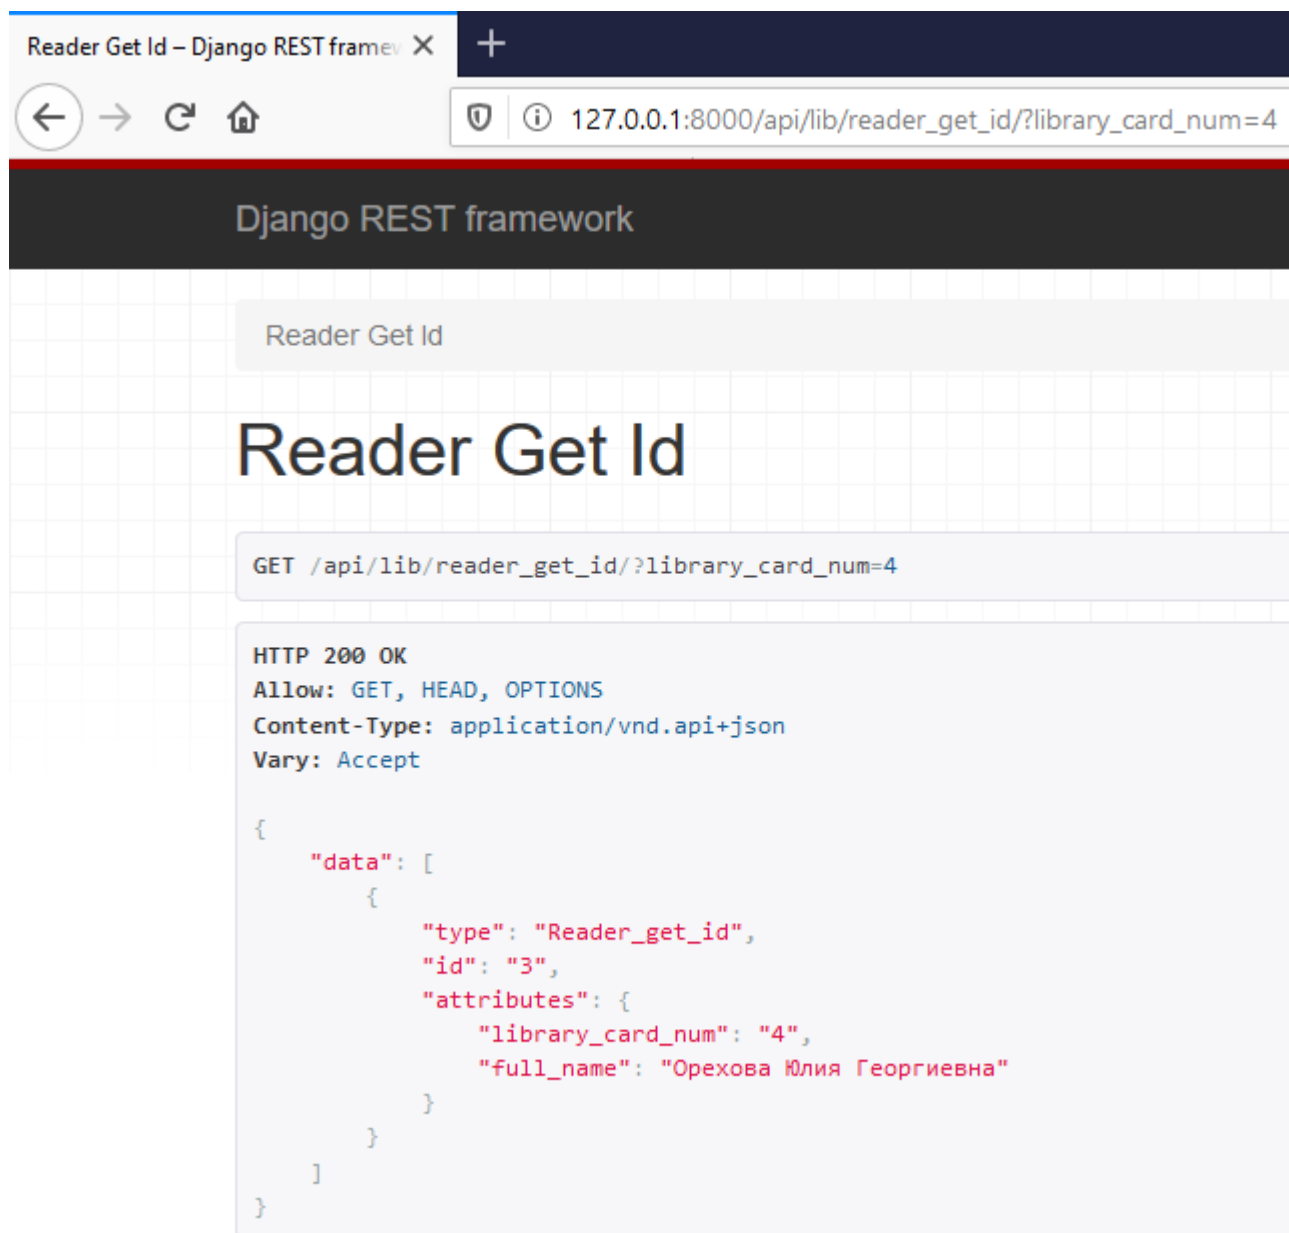 Reader Get Id – Django REST framew
127.0.0.1:8000/api/lib/reader_get_id/?library_card_num=4
Django REST framework
Reader Get Id
Reader Get Id
GET /api/lib/reader_get_id/?library_card_num=4
HTTP 200 OK
Allow: GET, HEAD, OPTIONS
Content-Type: application/vnd.api+json
Vary: Accept
{
"data": [
{
"type": "Reader_get_id",
"id": "3",
"attributes": {
"library_card_num": "4",
"full_name": "Орехова Юлия Георгиевна"
}
}
]
}